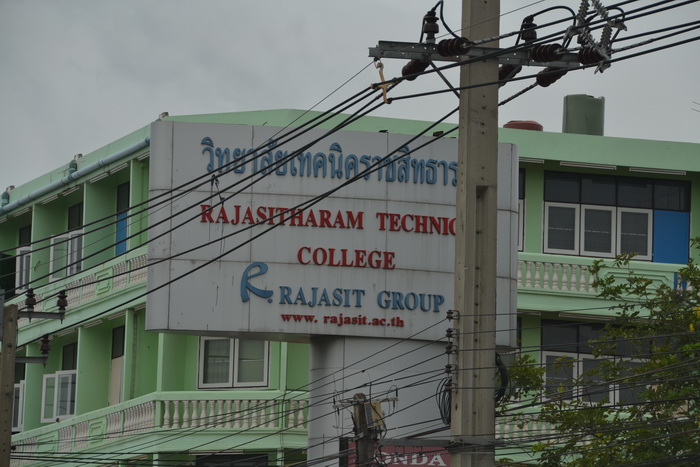 วิทยาลัยเทคนิคราชสิทธาร
RAJASITHARAM TECHNIC
COLLEGE
R RAJASIT GROUP
www. rajasit.ac.th
ONDA